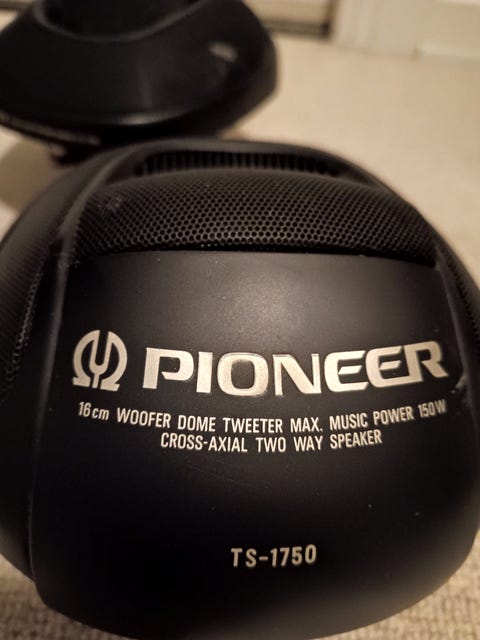 PIONEER
16cm WOOFER DOME TWEETER MAX. MUSIC POWER 150W
CROSS-AXIAL TWO WAY SPEAKER
TS-1750